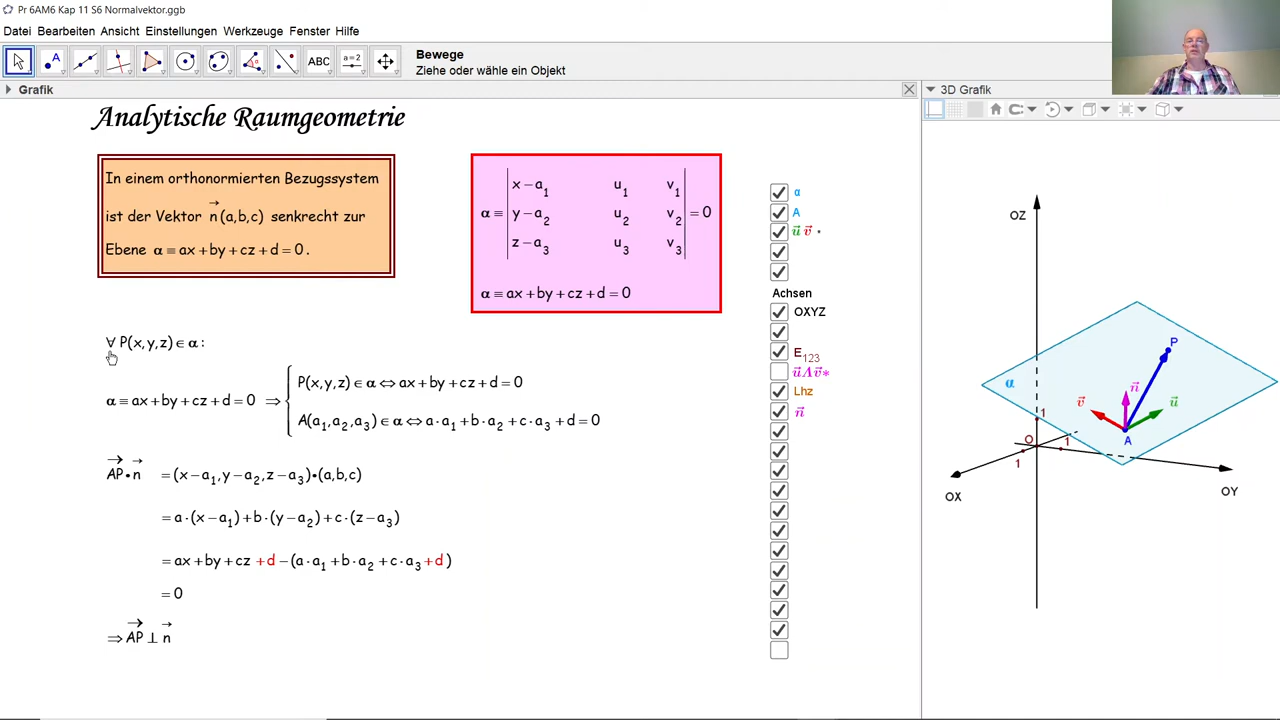 Pr 6AM6 Kap 11 S6 Normalvektor.ggb
Datei Bearbeiten Ansicht Einstellungen Werkzeuge Fenster Hilfe
A ABC a=2
Bewege
Ziehe oder wähle ein Objekt
Grafik
3D Grafik
Analytische Raumgeometrie
In einem orthonormierten Bezugssystem
ist der Vektor n⃗(a,b,c) senkrecht zur
Ebene α≡ax+by+cz+d=0.
x−a₁ u₁ v₁
α≡ y−a₂ u₂ v₂ =0
z−a₃ u₃ v₃
α≡ax+by+cz+d=0
∀ P(x,y,z)∈α:
α≡ax+by+cz+d=0 ⇒
P(x,y,z)∈α⇔ax+by+cz+d=0
A(a₁,a₂,a₃)∈α⇔a·a₁+b·a₂+c·a₃+d=0
AP⃗•n⃗ =(x−a₁,y−a₂,z−a₃)•(a,b,c)
=a·(x−a₁)+b·(y−a₂)+c·(z−a₃)
=ax+by+cz+d−(a·a₁+b·a₂+c·a₃+d)
=0
⇒AP⃗⊥n⃗
α
A
u⃗ v⃗
Achsen
OXYZ
E₁₂₃
u⃗Λv⃗*
Lhz
n⃗
OZ
P
α
n⃗
v⃗
u⃗
1
A
O
1
1
OX
OY